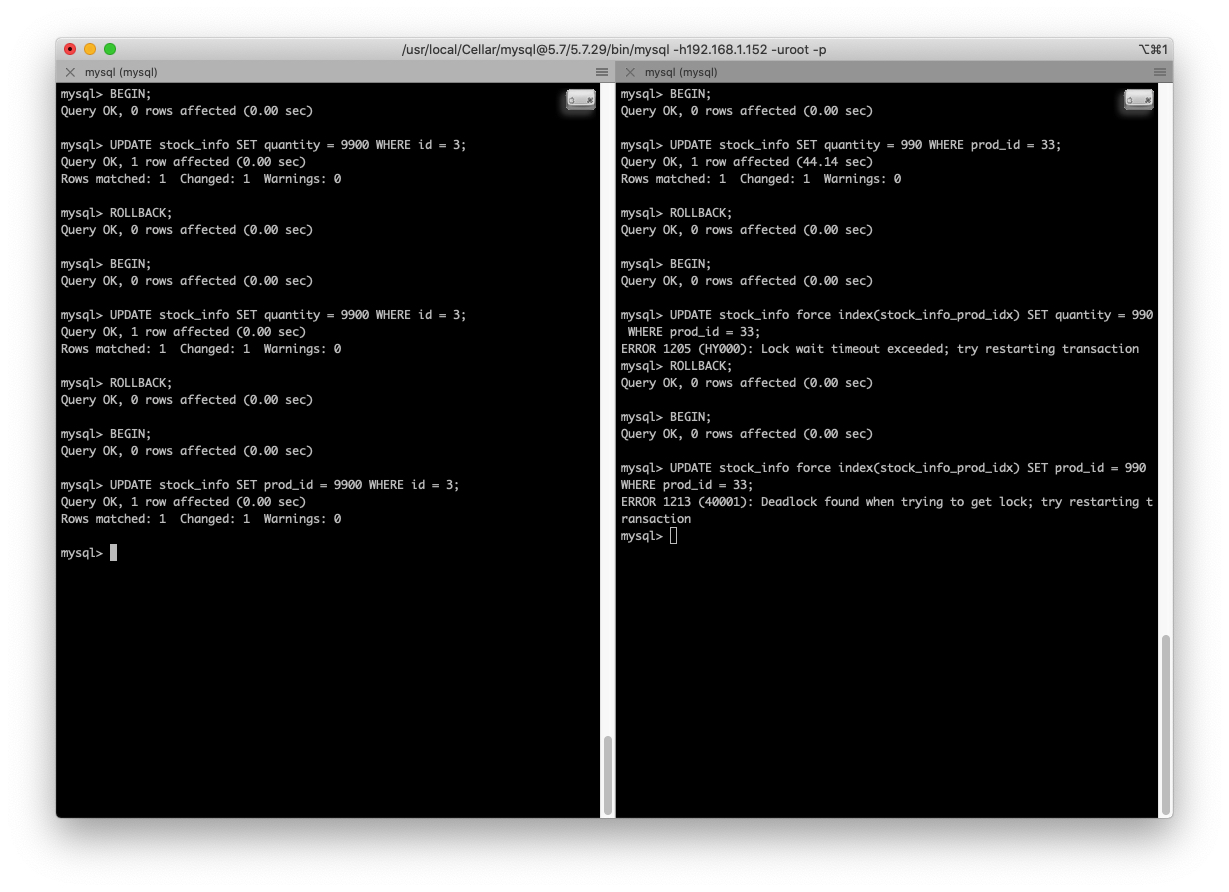 /usr/local/Cellar/mysql@5.7/5.7.29/bin/mysql -h192.168.1.152 -uroot -p
⌥⌘1
mysql (mysql)
mysql> BEGIN;
Query OK, 0 rows affected (0.00 sec)
mysql> UPDATE stock_info SET quantity = 9900 WHERE id = 3;
Query OK, 1 row affected (0.00 sec)
Rows matched: 1  Changed: 1  Warnings: 0
mysql> ROLLBACK;
Query OK, 0 rows affected (0.00 sec)
mysql> BEGIN;
Query OK, 0 rows affected (0.00 sec)
mysql> UPDATE stock_info SET quantity = 9900 WHERE id = 3;
Query OK, 1 row affected (0.00 sec)
Rows matched: 1  Changed: 1  Warnings: 0
mysql> ROLLBACK;
Query OK, 0 rows affected (0.00 sec)
mysql> BEGIN;
Query OK, 0 rows affected (0.00 sec)
mysql> UPDATE stock_info SET prod_id = 9900 WHERE id = 3;
Query OK, 1 row affected (0.00 sec)
Rows matched: 1  Changed: 1  Warnings: 0
mysql>
mysql (mysql)
mysql> BEGIN;
Query OK, 0 rows affected (0.00 sec)
mysql> UPDATE stock_info SET quantity = 990 WHERE prod_id = 33;
Query OK, 1 row affected (44.14 sec)
Rows matched: 1  Changed: 1  Warnings: 0
mysql> ROLLBACK;
Query OK, 0 rows affected (0.00 sec)
mysql> BEGIN;
Query OK, 0 rows affected (0.00 sec)
mysql> UPDATE stock_info force index(stock_info_prod_idx) SET quantity = 990
WHERE prod_id = 33;
ERROR 1205 (HY000): Lock wait timeout exceeded; try restarting transaction
mysql> ROLLBACK;
Query OK, 0 rows affected (0.00 sec)
mysql> BEGIN;
Query OK, 0 rows affected (0.00 sec)
mysql> UPDATE stock_info force index(stock_info_prod_idx) SET prod_id = 990
WHERE prod_id = 33;
ERROR 1213 (40001): Deadlock found when trying to get lock; try restarting t
ransaction
mysql>